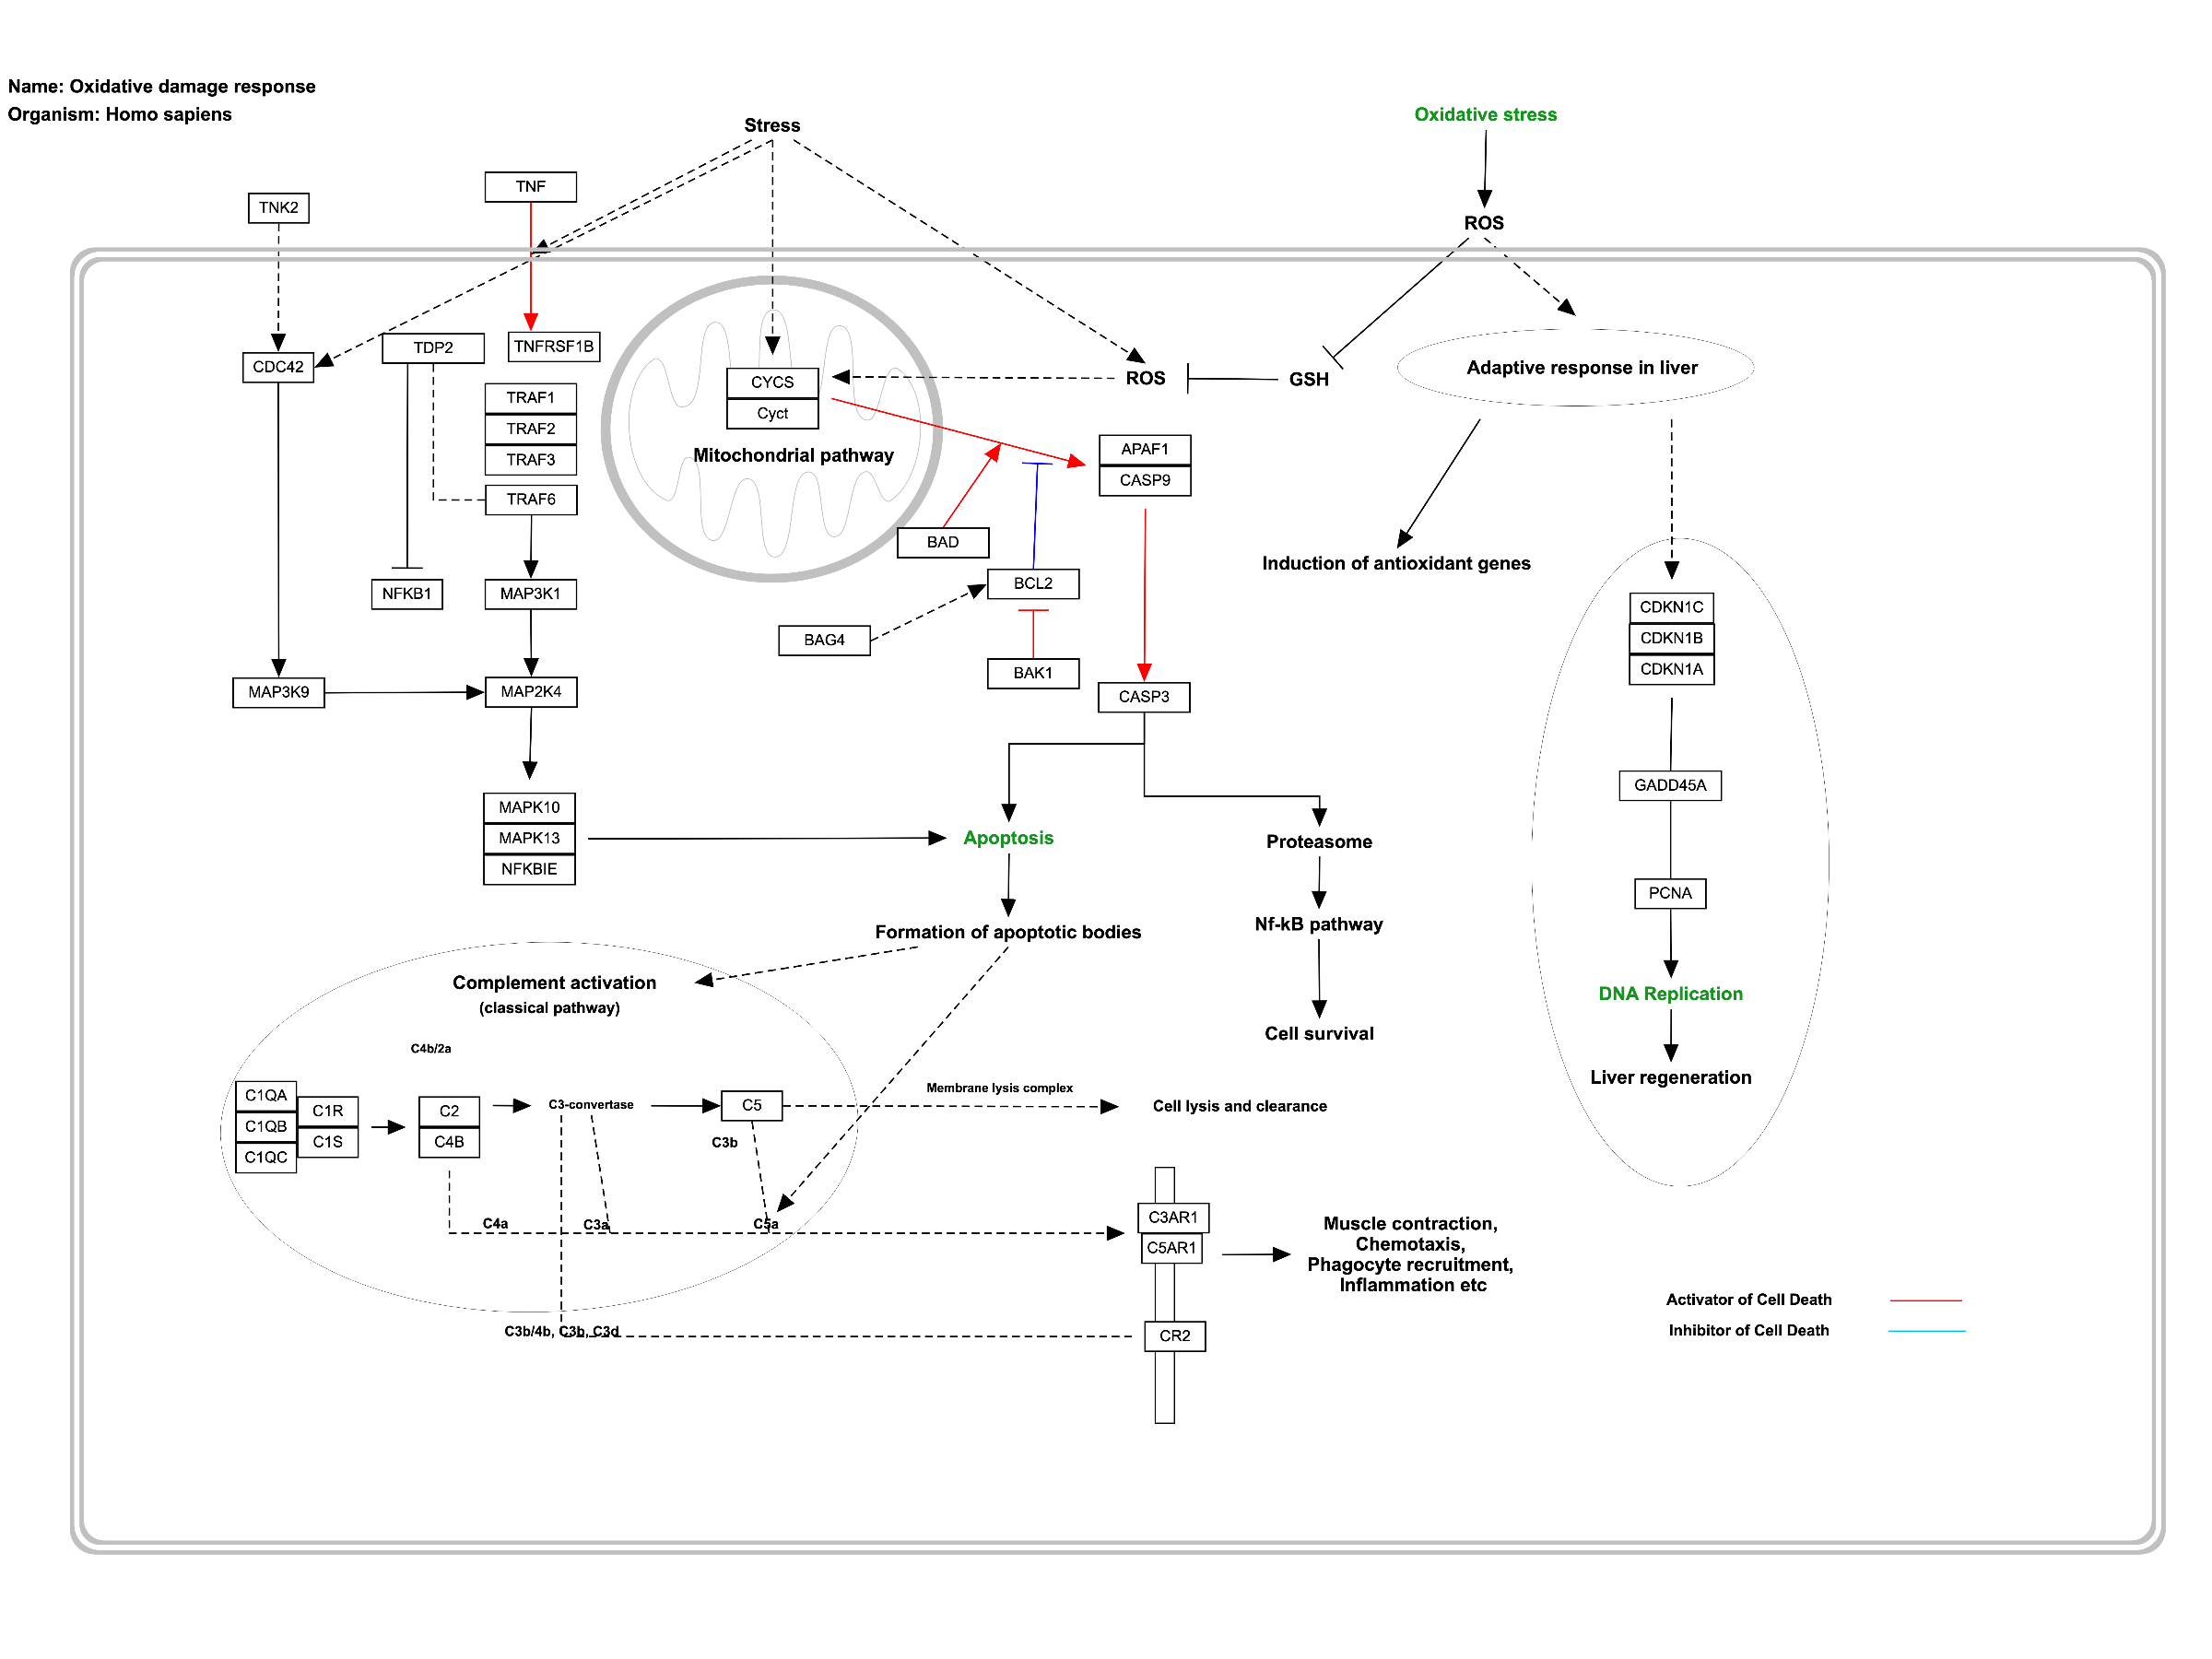 Name: Oxidative damage response
Organism: Homo sapiens
Stress
Oxidative stress
TNF
TNK2
ROS
TDP2
TNFRSF1B
CDC42
CYCS
Cyct
Mitochondrial pathway
ROS
GSH
Adaptive response in liver
TRAF1
TRAF2
TRAF3
TRAF6
APAF1
CASP9
BAD
Induction of antioxidant genes
NFKB1
MAP3K1
BCL2
BAG4
BAK1
CDKN1C
CDKN1B
CDKN1A
MAP3K9
MAP2K4
CASP3
GADD45A
MAPK10
MAPK13
NFKBIE
Apoptosis
Proteasome
PCNA
Formation of apoptotic bodies
Nf-kB pathway
Complement activation
(classical pathway)
DNA Replication
Cell survival
C4b/2a
Liver regeneration
C1QA
C1QB
C1QC
C1R
C1S
C2
C4B
C3-convertase
C5
Membrane lysis complex
Cell lysis and clearance
C3b
C4a
C3a
C5a
C3AR1
C5AR1
Muscle contraction,
Chemotaxis,
Phagocyte recruitment,
Inflammation etc
C3b/4b, C3b, C3d
CR2
Activator of Cell Death
Inhibitor of Cell Death